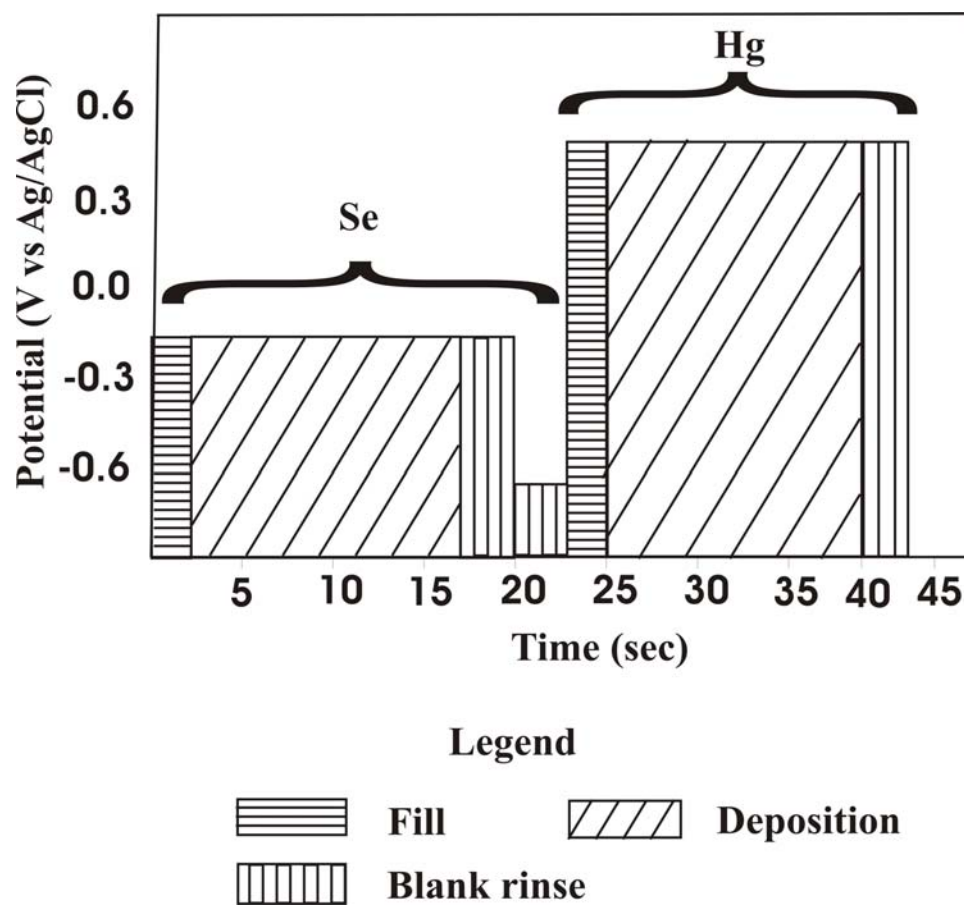 Hg
Se
Potential (V vs Ag/AgCl)
0.6
0.3
0.0
-0.3
-0.6
5 10 15 20 25 30 35 40 45
Time (sec)
Legend
Fill Deposition
Blank rinse